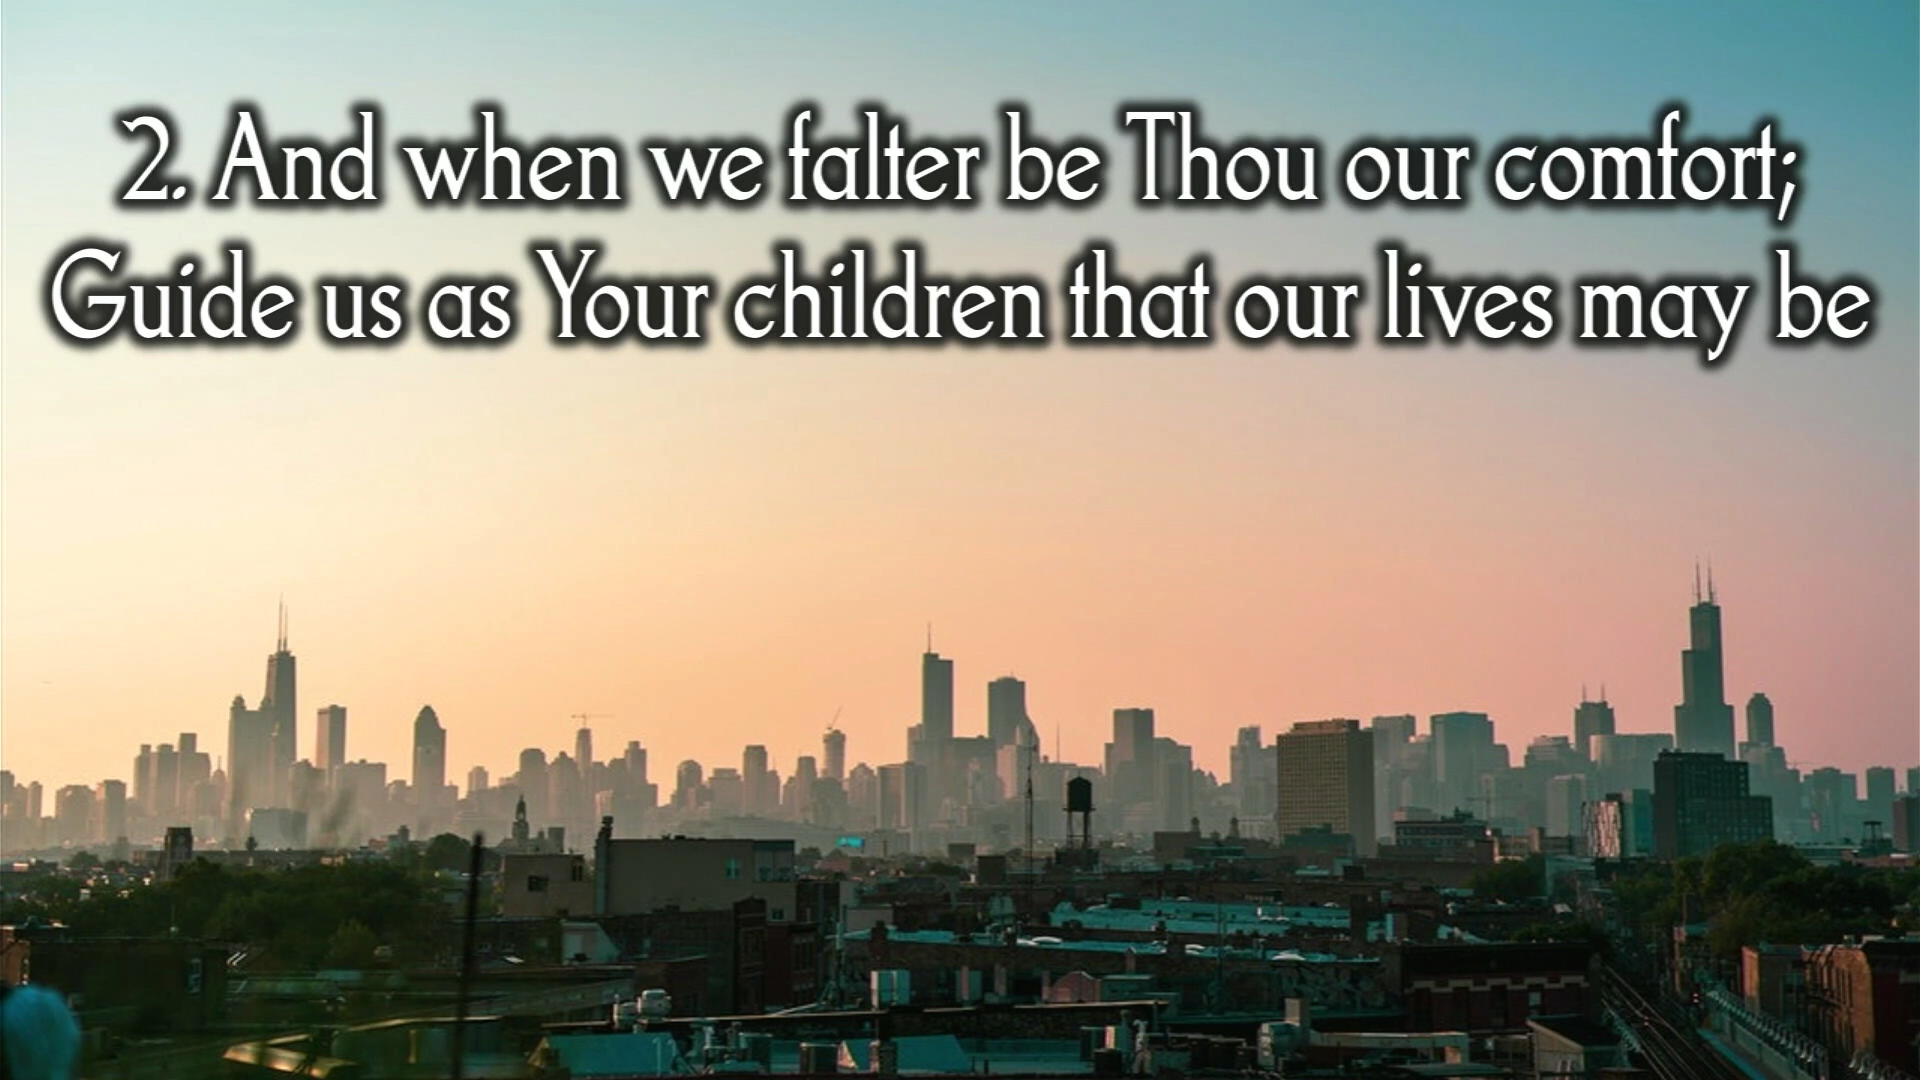 2. And when we falter be Thou our comfort;
Guide us as Your children that our lives may be